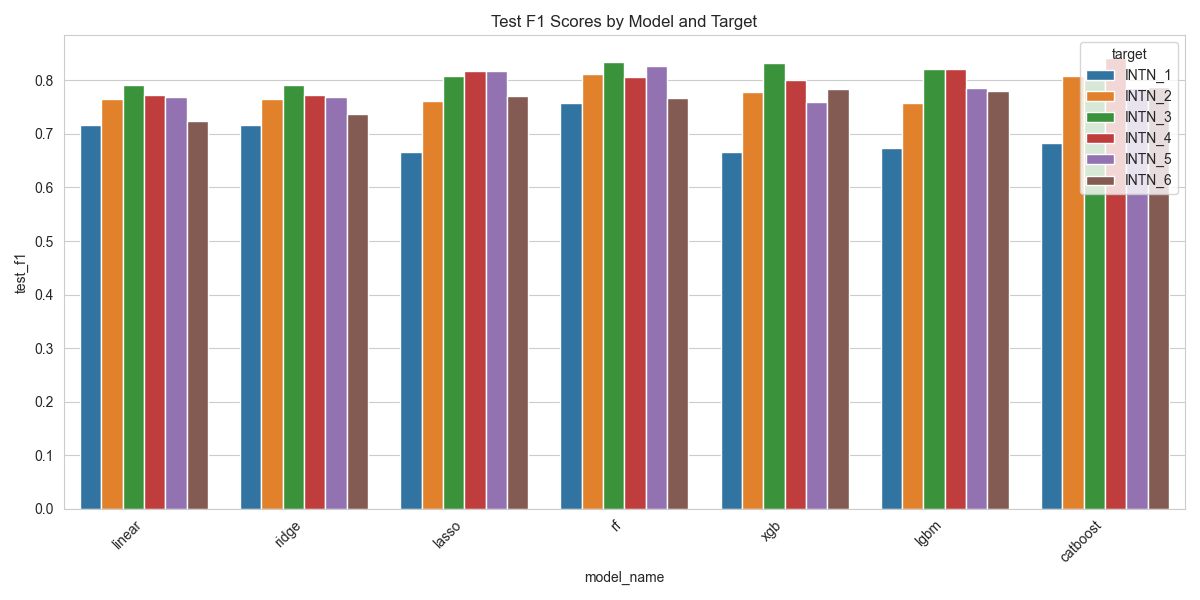 Test F1 Scores by Model and Target
target
INTN_1
INTN_2
INTN_3
INTN_4
INTN_5
INTN_6
test_f1
0.8
0.7
0.6
0.5
0.4
0.3
0.2
0.1
0.0
linear
ridge
lasso
rf
xgb
lgbm
catboost
model_name